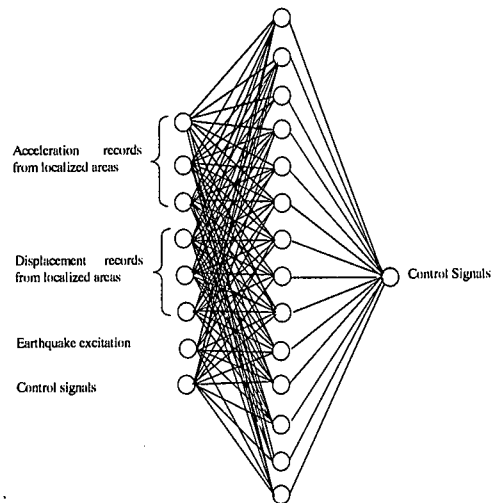 Acceleration records
from localized areas
Displacement records
from localized areas
Control Signals
Earthquake excitation
Control signals